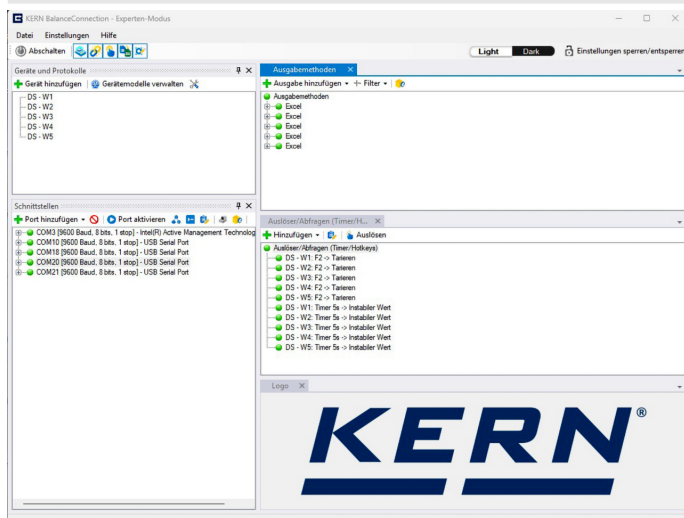 KERN BalanceConnection - Experten-Modus
Datei Einstellungen Hilfe
Abschalten Light Dark Einstellungen sperren/entsperren
Geräte und Protokolle
Gerät hinzufügen Gerätemodelle verwalten
DS - W1
DS - W2
DS - W3
DS - W4
DS - W5
Ausgabemethoden
Ausgabe hinzufügen Filter
Ausgabemethoden
Excel
Excel
Excel
Excel
Excel
Schnittstellen
Port hinzufügen Port aktivieren
COM3 [9600 Baud, 8 bits, 1 stop] - Intel(R) Active Management Technolog
COM10 [9600 Baud, 8 bits, 1 stop] - USB Serial Port
COM18 [9600 Baud, 8 bits, 1 stop] - USB Serial Port
COM20 [9600 Baud, 8 bits, 1 stop] - USB Serial Port
COM21 [9600 Baud, 8 bits, 1 stop] - USB Serial Port
Auslöser/Abfragen (Timer/H...
Hinzufügen Auslösen
Auslöser/Abfragen (Timer/Hotkeys)
DS - W1: F2 -> Tarieren
DS - W2: F2 -> Tarieren
DS - W3: F2 -> Tarieren
DS - W4: F2 -> Tarieren
DS - W5: F2 -> Tarieren
DS - W1: Timer 5s -> Instabiler Wert
DS - W2: Timer 5s -> Instabiler Wert
DS - W3: Timer 5s -> Instabiler Wert
DS - W4: Timer 5s -> Instabiler Wert
DS - W5: Timer 5s -> Instabiler Wert
Logo
KERN®